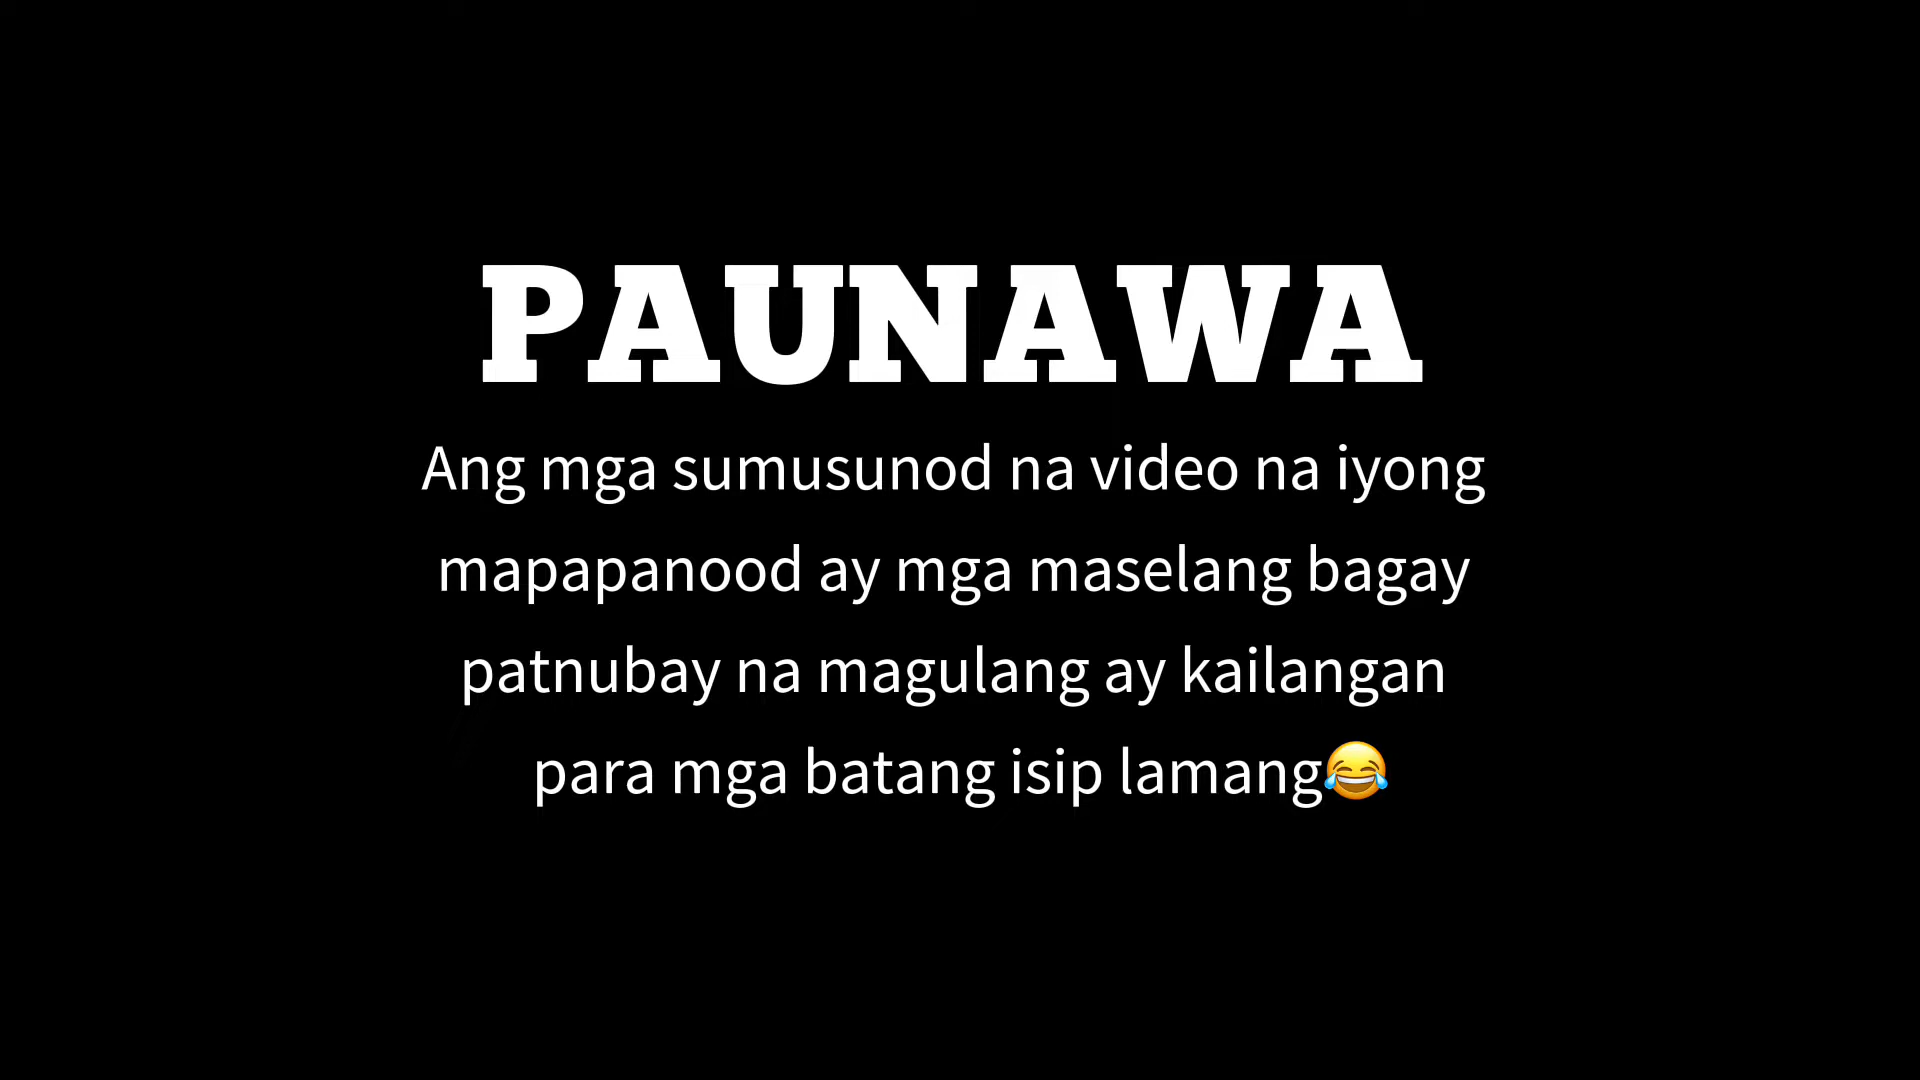 PAUNAWA
Ang mga sumusunod na video na iyong
mapapanood ay mga maselang bagay
patnubay na magulang ay kailangan
para mga batang isip lamang😂